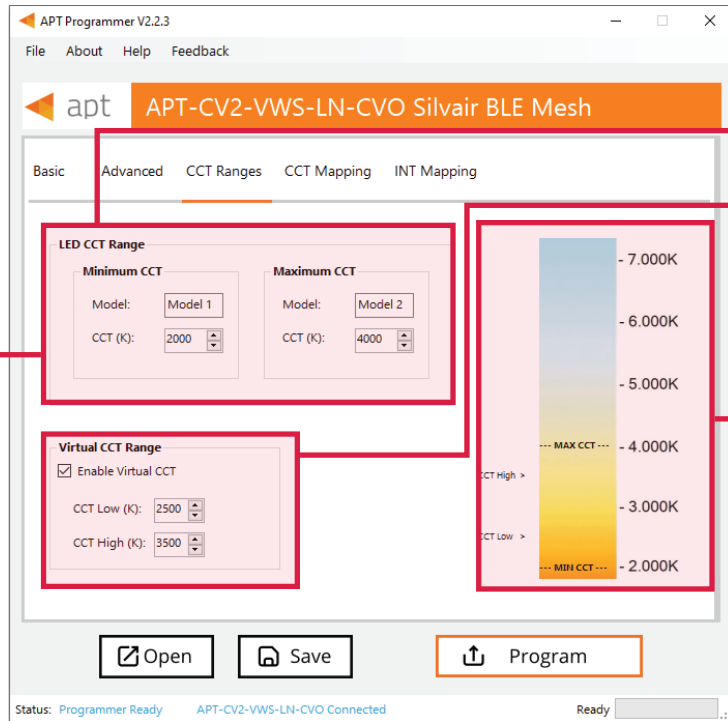 APT Programmer V2.2.3
File About Help Feedback
apt APT-CV2-VWS-LN-CVO Silvair BLE Mesh
Basic Advanced CCT Ranges CCT Mapping INT Mapping
LED CCT Range
Minimum CCT Maximum CCT
Model: Model 1 Model: Model 2
CCT (K): 2000 CCT (K): 4000
Virtual CCT Range
Enable Virtual CCT
CCT Low (K): 2500
CCT High (K): 3500
- 7.000K
- 6.000K
- 5.000K
--- MAX CCT --- - 4.000K
CCT High >
- 3.000K
CCT Low >
--- MIN CCT --- - 2.000K
Open Save Program
Status: Programmer Ready APT-CV2-VWS-LN-CVO Connected Ready